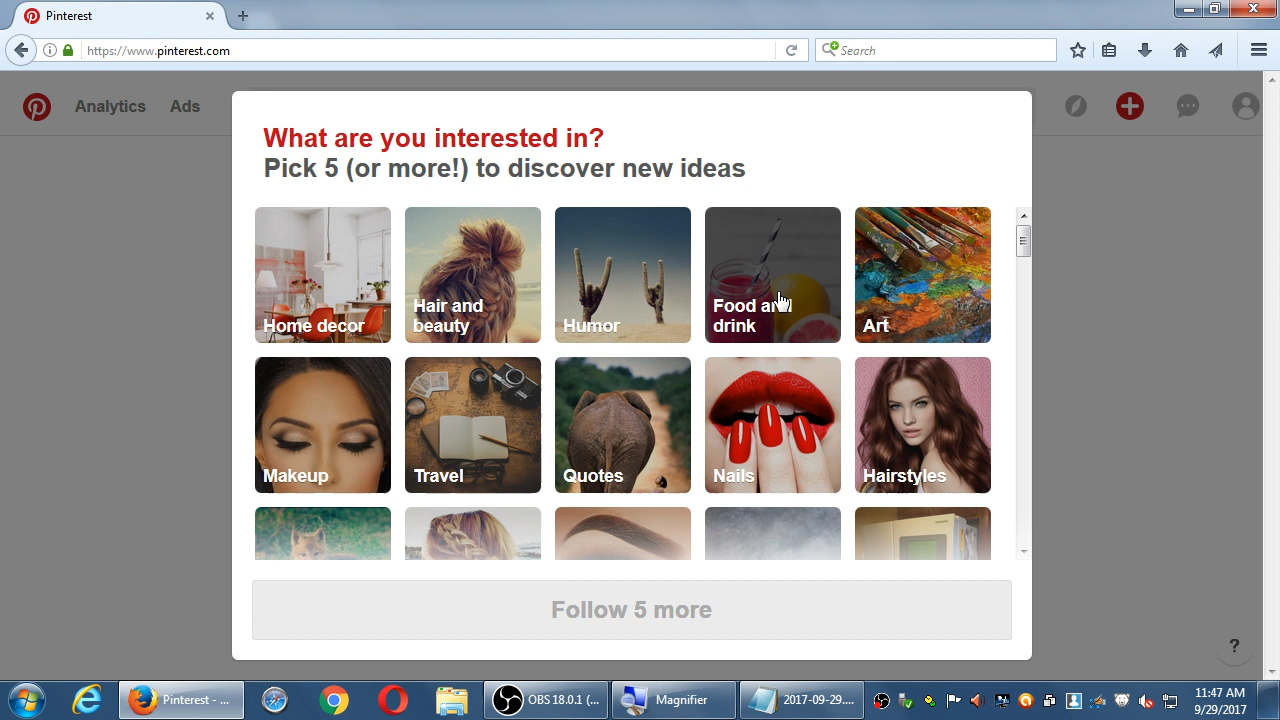 Pinterest
https://www.pinterest.com
Search
Analytics
Ads
What are you interested in?
Pick 5 (or more!) to discover new ideas
Home decor
Hair and
beauty
Humor
Food and
drink
Art
Makeup
Travel
Quotes
Nails
Hairstyles
Follow 5 more
?
Pinterest - ...
OBS 18.0.1 (...
Magnifier
2017-09-29....
11:47 AM
9/29/2017